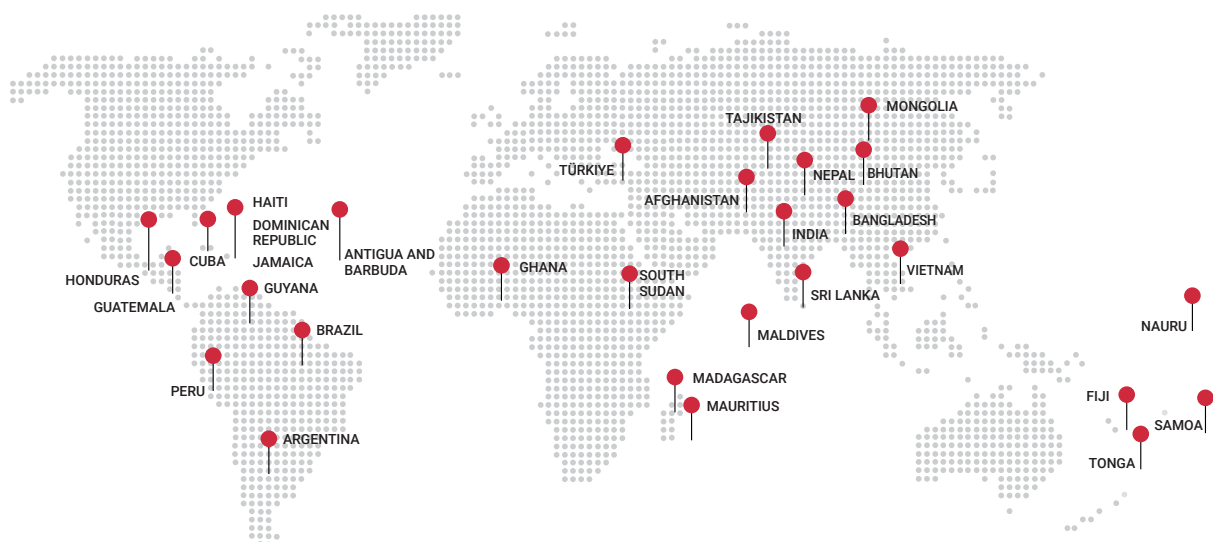 MONGOLIA
TAJIKISTAN
TÜRKIYE
NEPAL
BHUTAN
AFGHANISTAN
HAITI
DOMINICAN
REPUBLIC
JAMAICA
BANGLADESH
INDIA
CUBA
ANTIGUA AND
BARBUDA
HONDURAS
GHANA
SOUTH
SUDAN
VIETNAM
GUYANA
SRI LANKA
GUATEMALA
NAURU
BRAZIL
MALDIVES
MADAGASCAR
PERU
FIJI
MAURITIUS
SAMOA
ARGENTINA
TONGA